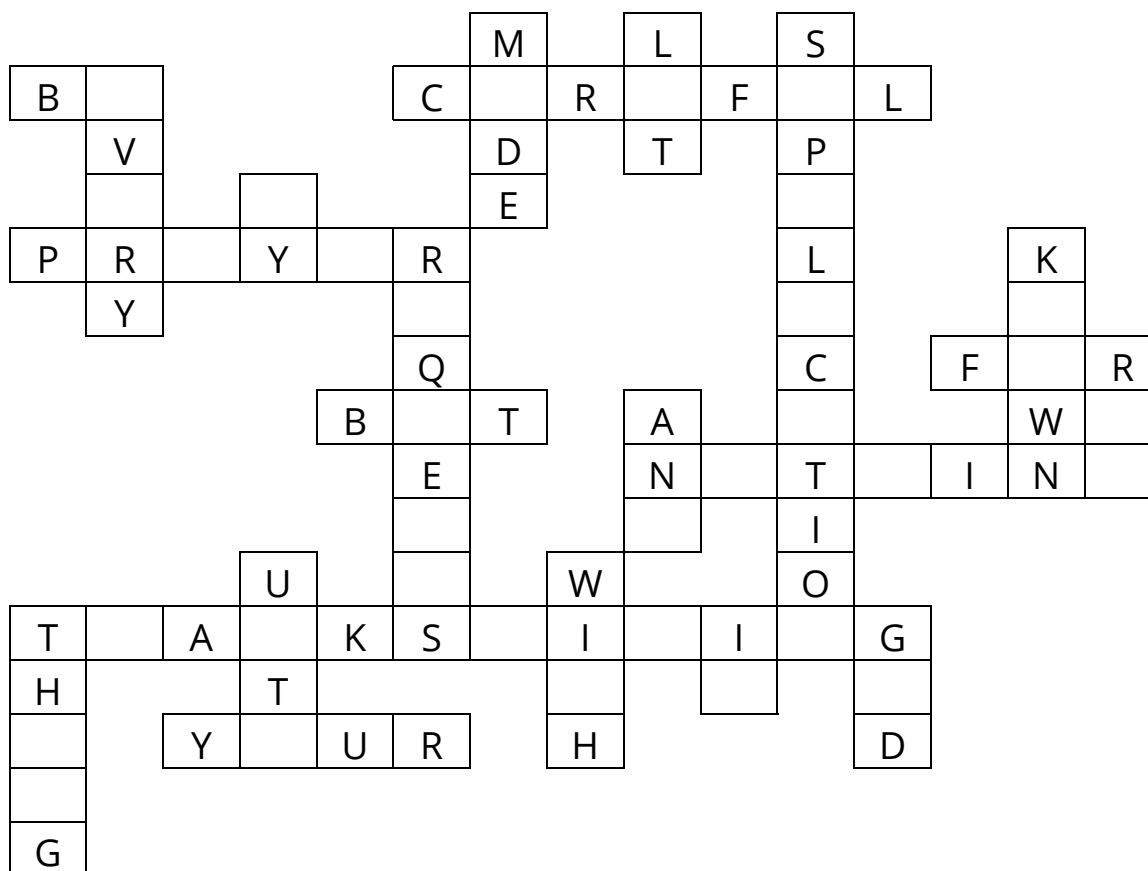 M L S
B C R F L
V D T P
E
P R Y R L K
Y
Q C F R
B T A W
E N T I N
I
U W O
T A K S I I G
H T
Y U R H D
G